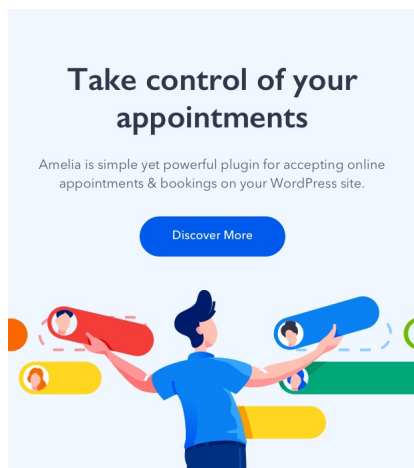 Take control of your
appointments
Amelia is simple yet powerful plugin for accepting online
appointments & bookings on your WordPress site.
Discover More